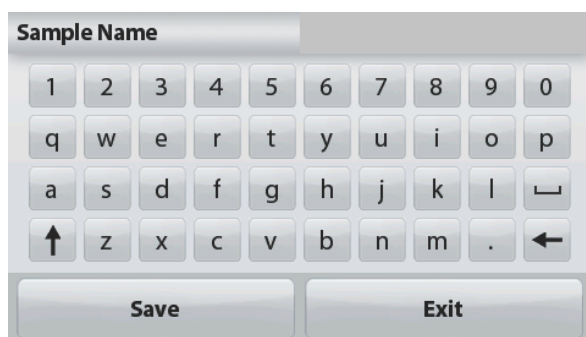 Sample Name
1 2 3 4 5 6 7 8 9 0
q w e r t y u i o p
a s d f g h j k l
z x c v b n m .
Save Exit